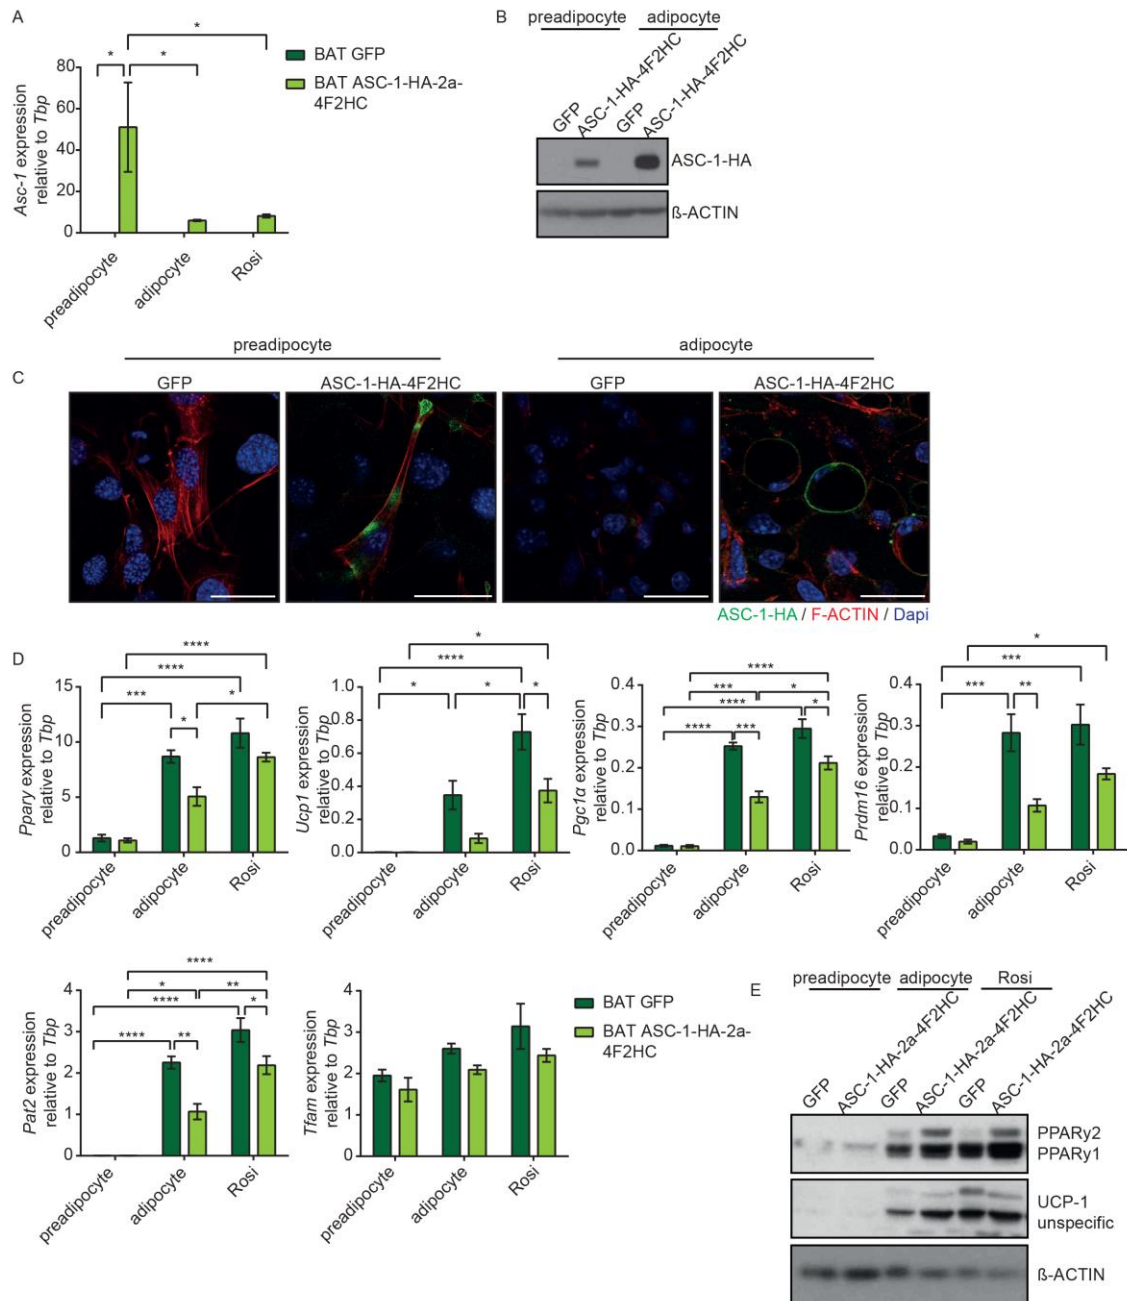 A
*
*
*
80
60
40
20
0
Asc-1 expression
relative to Tbp
preadipocyte
adipocyte
Rosi
BAT GFP
BAT ASC-1-HA-2a-
4F2HC
B
preadipocyte adipocyte
GFP
ASC-1-HA-4F2HC
GFP
ASC-1-HA-4F2HC
ASC-1-HA
ß-ACTIN
C
preadipocyte adipocyte
GFP ASC-1-HA-4F2HC GFP ASC-1-HA-4F2HC
ASC-1-HA / F-ACTIN / Dapi
D
****
****
***
*
*
15
10
5
0
Pparγ expression
relative to Tbp
preadipocyte
adipocyte
Rosi
*
****
*
*
*
1.0
0.8
0.6
0.4
0.2
0.0
Ucp1 expression
relative to Tbp
preadipocyte
adipocyte
Rosi
****
***
*
****
*
****
***
0.4
0.3
0.2
0.1
0.0
Pgc1α expression
relative to Tbp
preadipocyte
adipocyte
Rosi
*
***
***
**
0.4
0.3
0.2
0.1
0.0
Prdm16 expression
relative to Tbp
preadipocyte
adipocyte
Rosi
****
*
**
****
*
****
**
4
3
2
1
0
Pat2 expression
relative to Tbp
preadipocyte
adipocyte
Rosi
4
3
2
1
0
Tfam expression
relative to Tbp
preadipocyte
adipocyte
Rosi
BAT GFP
BAT ASC-1-HA-2a-
4F2HC
E
preadipocyte adipocyte Rosi
GFP
ASC-1-HA-2a-4F2HC
GFP
ASC-1-HA-2a-4F2HC
GFP
ASC-1-HA-2a-4F2HC
PPARγ2
PPARγ1
UCP-1
unspecific
ß-ACTIN